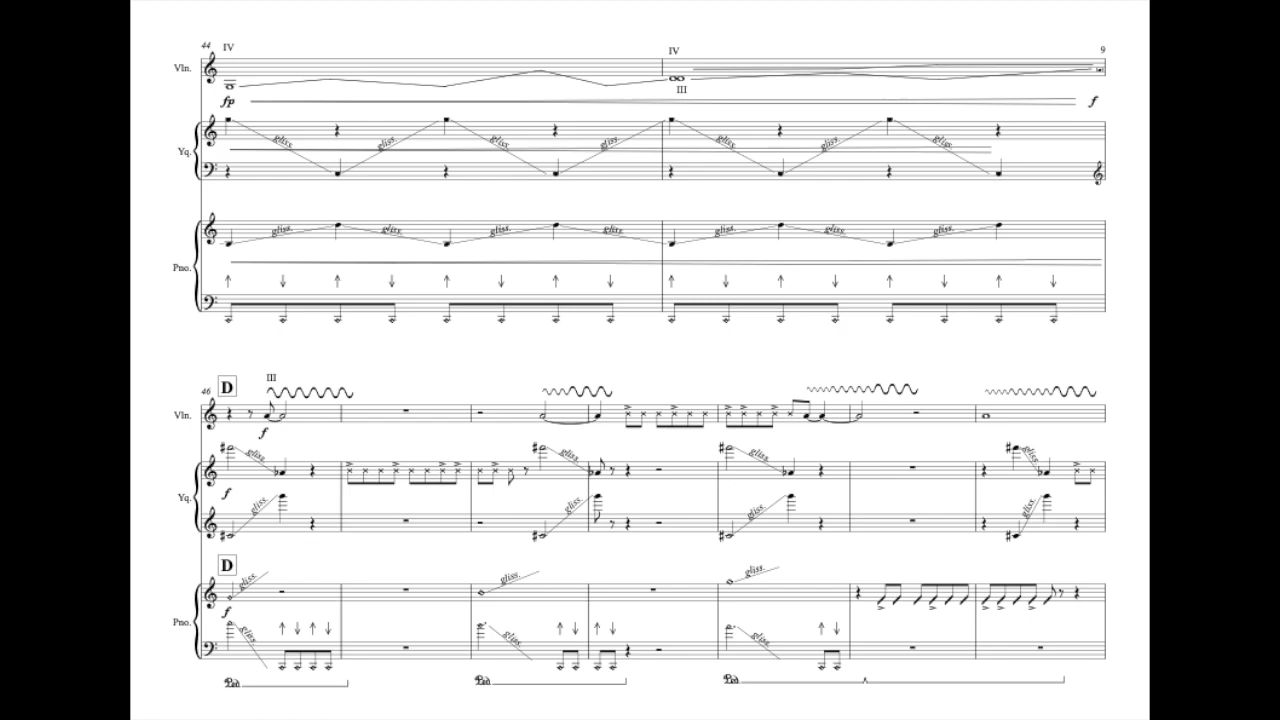 44 IV IV 9
Vln.
III
fp f
gliss. gliss. gliss. gliss. gliss. gliss. gliss.
Yq.
gliss. gliss. gliss. gliss. gliss. gliss. gliss.
Pno.
46 D III
Vln.
f
gliss. gliss. gliss. gliss.
f
Yq.
gliss. gliss. gliss. gliss.
D
gliss. gliss. gliss.
f
Pno.
gliss. gliss. gliss.
Ped Ped Ped